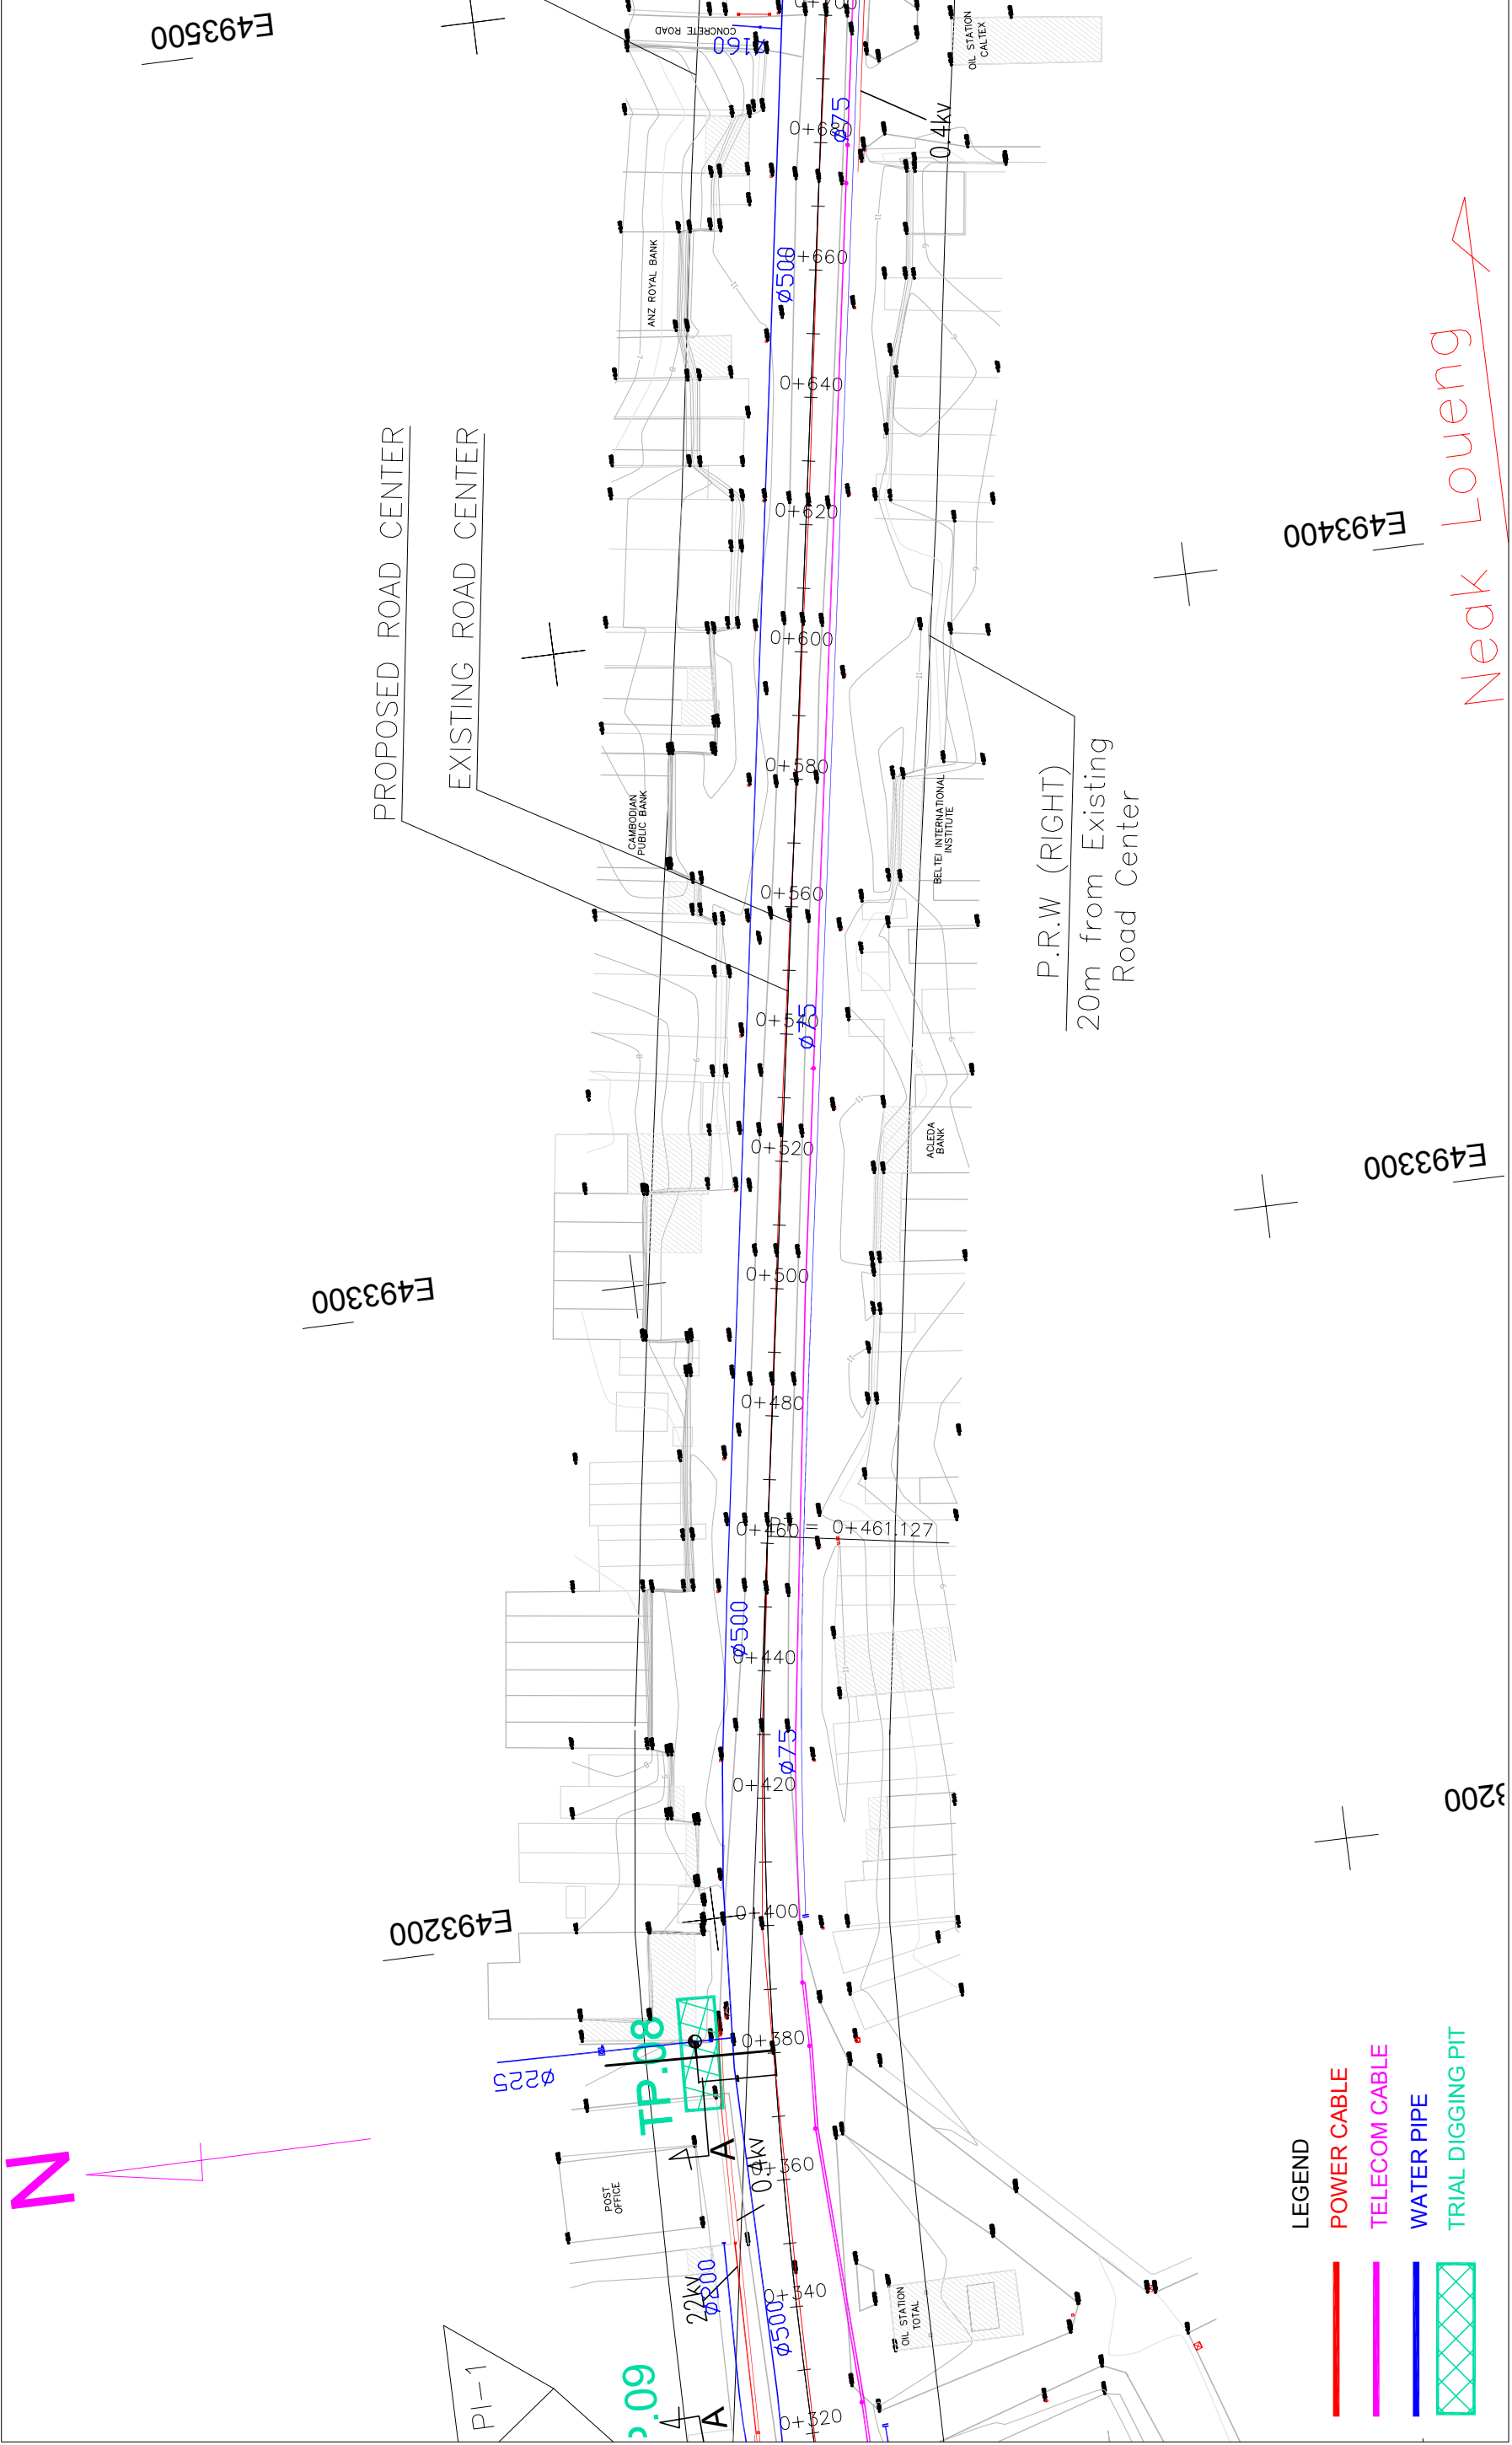 E493500
CONCRETE ROAD
ø160
OIL STATION
CALTEX
ø75
0+680
0.4kv
ANZ ROYAL BANK
ø500
0+660
0+640
Neak Loueng
PROPOSED ROAD CENTER
EXISTING ROAD CENTER
0+620
E493400
0+600
P.R.W (RIGHT)
20m from Existing
Road Center
0+580
CAMBODIAN
PUBLIC BANK
BELTEI INTERNATIONAL
INSTITUTE
0+560
ø75
0+540
0+520
ACLEDA
BANK
E493300
E493300
0+500
0+480
0+460
= 0+461.127
ø500
0+440
ø75
0+420
E493200
0+400
0+380
TP.08
ø225
N
A
0.4kv
0+360
POST
OFFICE
22kv
ø200
ø500
0+340
OIL STATION
TOTAL
PI-1
A
0+320
LEGEND
POWER CABLE
TELECOM CABLE
WATER PIPE
TRIAL DIGGING PIT